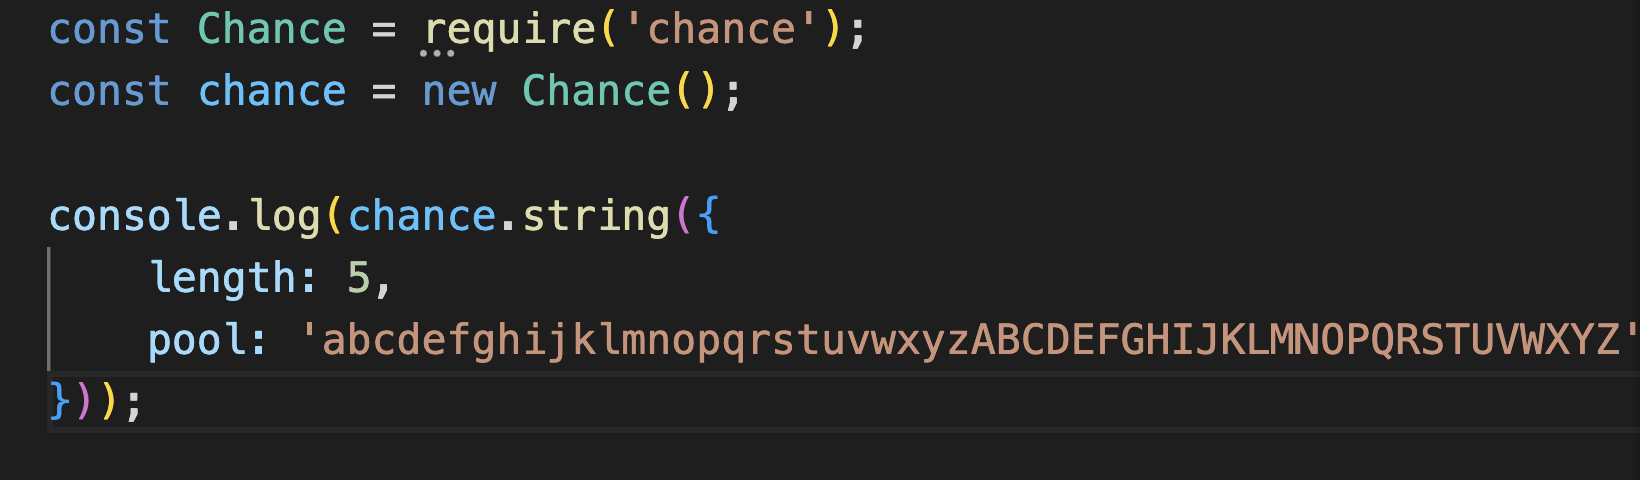 const Chance = require('chance');
const chance = new Chance();
console.log(chance.string({
    length: 5,
    pool: 'abcdefghijklmnopqrstuvwxyzABCDEFGHIJKLMNOPQRSTUVWXYZ'
}));